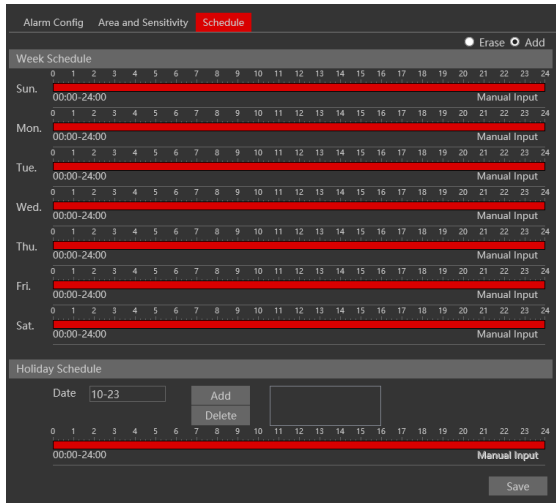 Alarm Config Area and Sensitivity Schedule
Erase Add
Week Schedule
0 1 2 3 4 5 6 7 8 9 10 11 12 13 14 15 16 17 18 19 20 21 22 23 24
Sun.
00:00-24:00 Manual Input
0 1 2 3 4 5 6 7 8 9 10 11 12 13 14 15 16 17 18 19 20 21 22 23 24
Mon.
00:00-24:00 Manual Input
0 1 2 3 4 5 6 7 8 9 10 11 12 13 14 15 16 17 18 19 20 21 22 23 24
Tue.
00:00-24:00 Manual Input
0 1 2 3 4 5 6 7 8 9 10 11 12 13 14 15 16 17 18 19 20 21 22 23 24
Wed.
00:00-24:00 Manual Input
0 1 2 3 4 5 6 7 8 9 10 11 12 13 14 15 16 17 18 19 20 21 22 23 24
Thu.
00:00-24:00 Manual Input
0 1 2 3 4 5 6 7 8 9 10 11 12 13 14 15 16 17 18 19 20 21 22 23 24
Fri.
00:00-24:00 Manual Input
0 1 2 3 4 5 6 7 8 9 10 11 12 13 14 15 16 17 18 19 20 21 22 23 24
Sat.
00:00-24:00 Manual Input
Holiday Schedule
Date 10-23 Add
Delete
0 1 2 3 4 5 6 7 8 9 10 11 12 13 14 15 16 17 18 19 20 21 22 23 24
00:00-24:00 Manual Input
Save